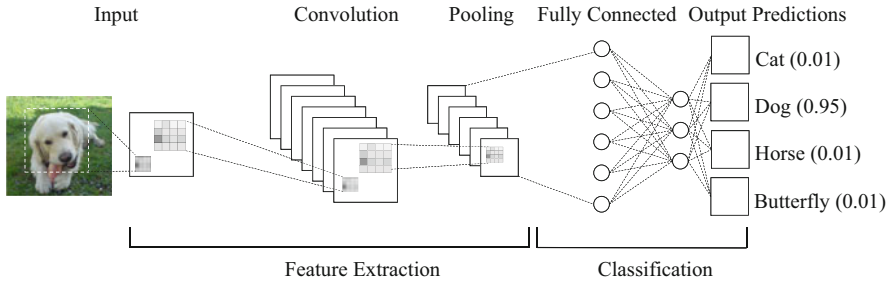 Input
Convolution
Pooling
Fully Connected
Output Predictions
Cat (0.01)
Dog (0.95)
Horse (0.01)
Butterfly (0.01)
Feature Extraction
Classification